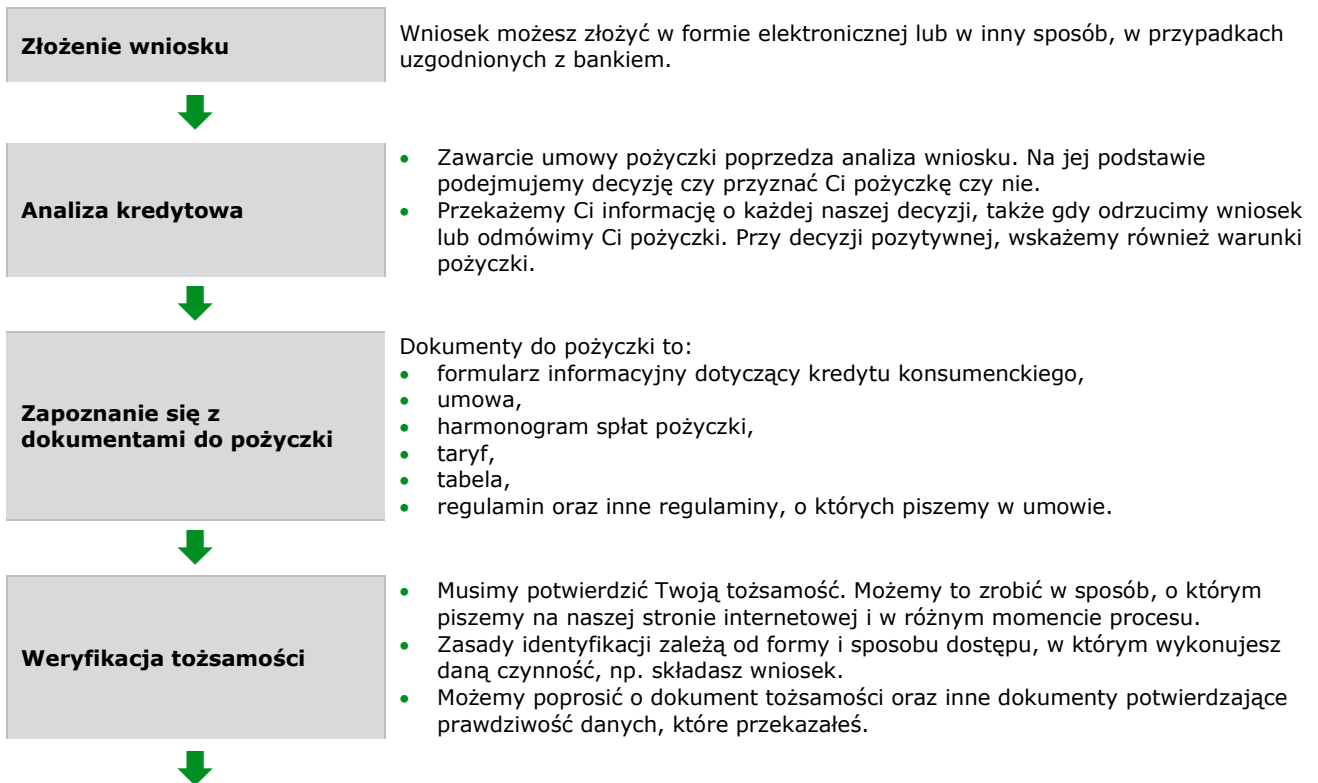 Złożenie wniosku
Wniosek możesz złożyć w formie elektronicznej lub w inny sposób, w przypadkach
uzgodnionych z bankiem.
Analiza kredytowa
• Zawarcie umowy pożyczki poprzedza analiza wniosku. Na jej podstawie
podejmujemy decyzję czy przyznać Ci pożyczkę czy nie.
• Przekażemy Ci informację o każdej naszej decyzji, także gdy odrzucimy wniosek
lub odmówimy Ci pożyczki. Przy decyzji pozytywnej, wskażemy również warunki
pożyczki.
Zapoznanie się z
dokumentami do pożyczki
Dokumenty do pożyczki to:
• formularz informacyjny dotyczący kredytu konsumenckiego,
• umowa,
• harmonogram spłat pożyczki,
• taryf,
• tabela,
• regulamin oraz inne regulaminy, o których piszemy w umowie.
Weryfikacja tożsamości
• Musimy potwierdzić Twoją tożsamość. Możemy to zrobić w sposób, o którym
piszemy na naszej stronie internetowej i w różnym momencie procesu.
• Zasady identyfikacji zależą od formy i sposobu dostępu, w którym wykonujesz
daną czynność, np. składasz wniosek.
• Możemy poprosić o dokument tożsamości oraz inne dokumenty potwierdzające
prawdziwość danych, które przekazałeś.